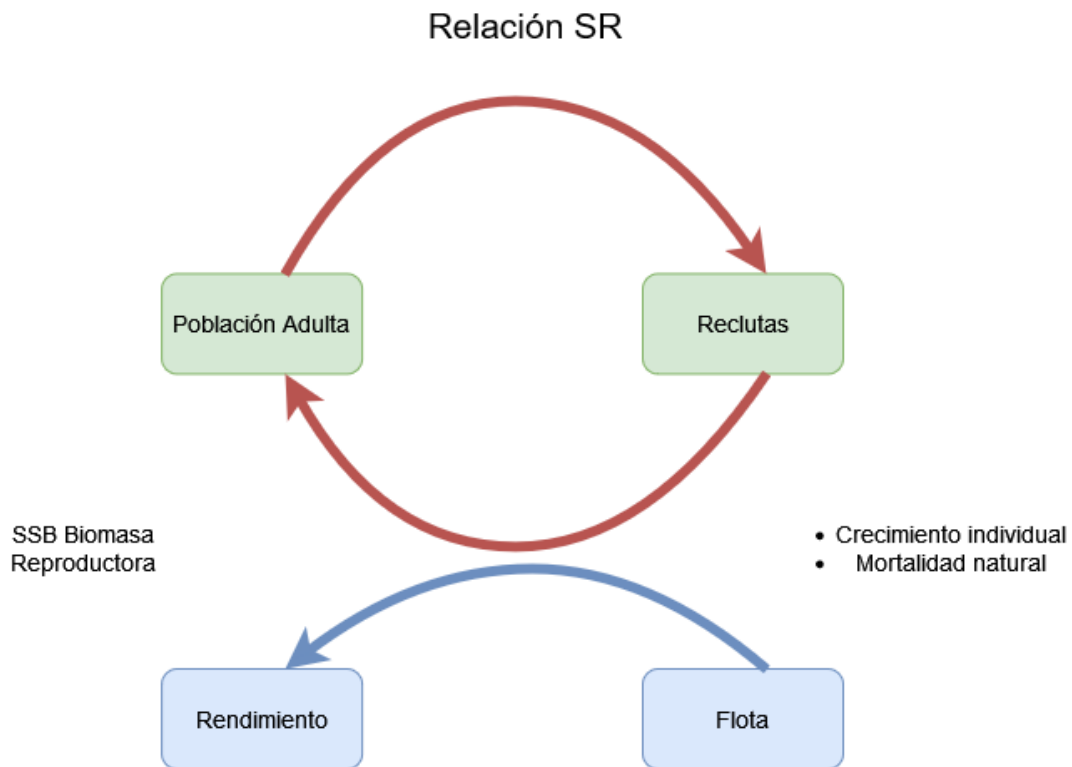 Relación SR
Población Adulta
Reclutas
SSB Biomasa
Reproductora
• Crecimiento individual
• Mortalidad natural
Rendimiento
Flota